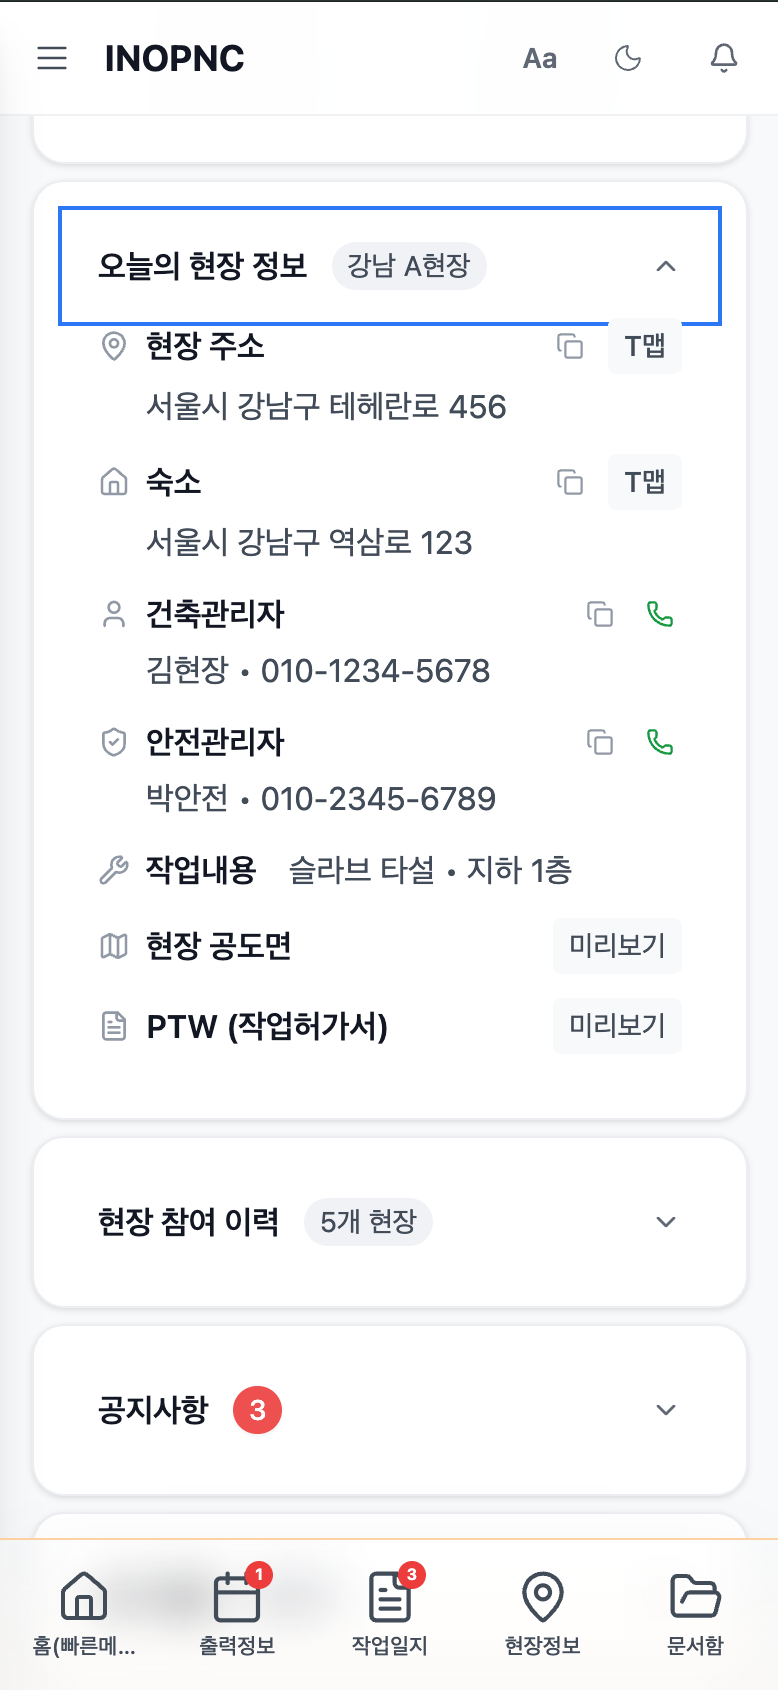 INOPNC Aa
오늘의 현장 정보 강남 A현장
현장 주소 T맵
서울시 강남구 테헤란로 456
숙소 T맵
서울시 강남구 역삼로 123
건축관리자
김현장 • 010-1234-5678
안전관리자
박안전 • 010-2345-6789
작업내용 슬라브 타설 • 지하 1층
현장 공도면 미리보기
PTW (작업허가서) 미리보기
현장 참여 이력 5개 현장
공지사항 3
1 3
홈(빠른메... 출력정보 작업일지 현장정보 문서함